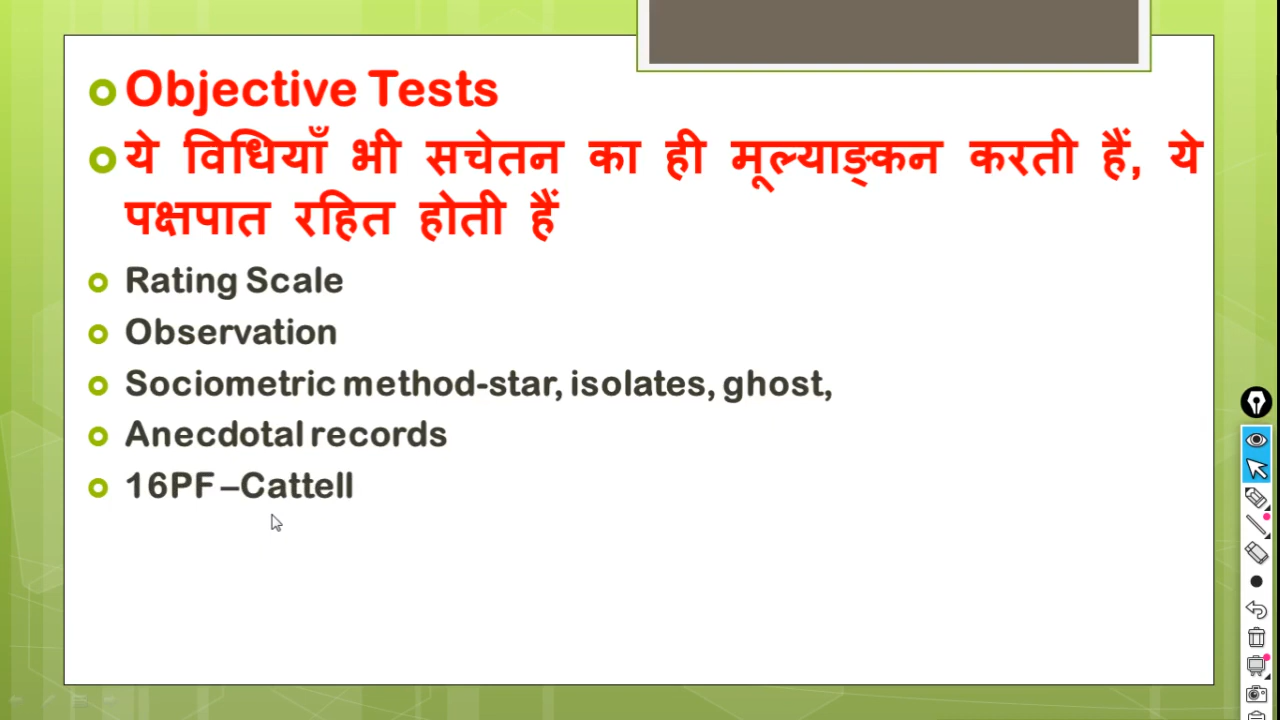 Objective Tests
ये विधियाँ भी सचेतन का ही मूल्याङ्कन करती हैं, ये
पक्षपात रहित होती हैं
Rating Scale
Observation
Sociometric method-star, isolates, ghost,
Anecdotal records
16PF –Cattell